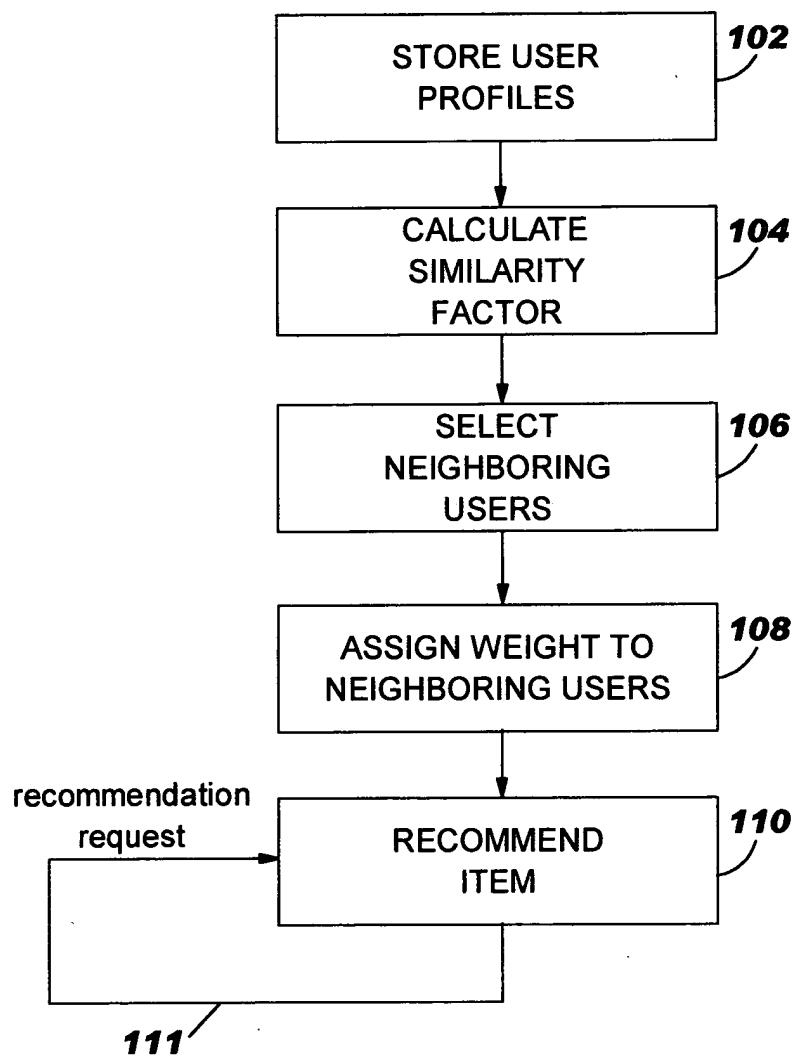 102
STORE USER
PROFILES
104
CALCULATE
SIMILARITY
FACTOR
106
SELECT
NEIGHBORING
USERS
108
ASSIGN WEIGHT TO
NEIGHBORING USERS
recommendation
request
110
RECOMMEND
ITEM
111